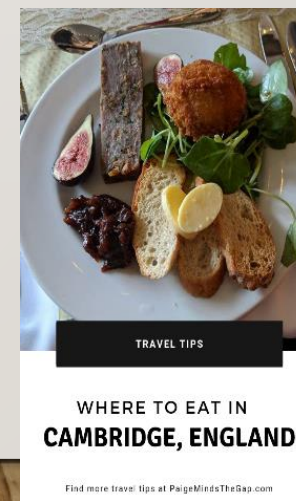 TRAVEL TIPS
WHERE TO EAT IN
CAMBRIDGE, ENGLAND
Find more travel tips at PaigeMindsTheGap.com